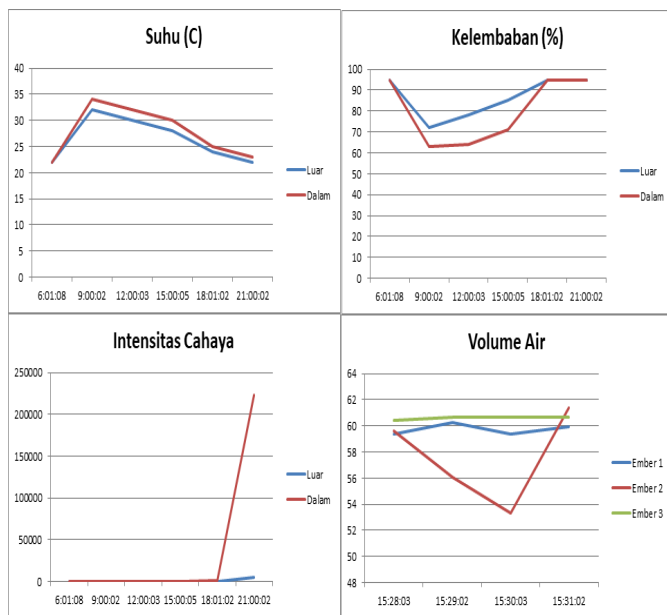 Suhu (C)
40
35
30
25
20
15
10
5
0
6:01:08 9:00:02 12:00:03 15:00:05 18:01:02 21:00:02
Luar
Dalam
Kelembaban (%)
100
90
80
70
60
50
40
30
20
10
0
6:01:08 9:00:02 12:00:03 15:00:05 18:01:02 21:00:02
Luar
Dalam
Intensitas Cahaya
250000
200000
150000
100000
50000
0
6:01:08 9:00:02 12:00:03 15:00:05 18:01:02 21:00:02
Luar
Dalam
Volume Air
64
62
60
58
56
54
52
50
48
15:28:03 15:29:02 15:30:03 15:31:02
Ember 1
Ember 2
Ember 3